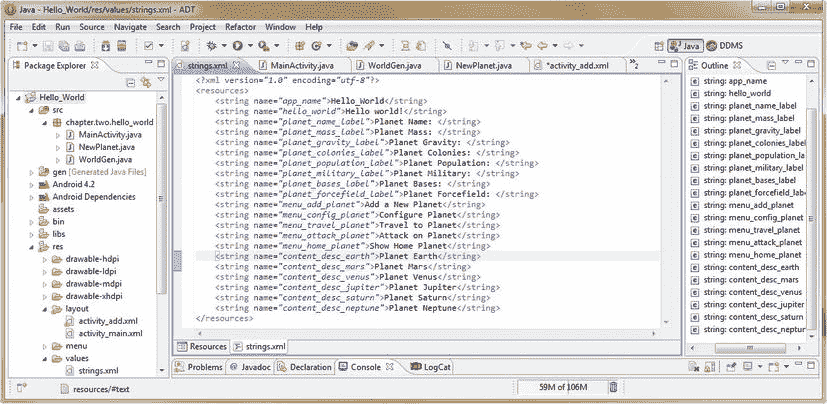 Java - Hello_World/res/values/strings.xml - ADT
File Edit Run Source Navigate Search Project Refactor Window Help
Java DDMS
Package Explorer
Hello_World
src
chapter.two.hello_world
MainActivity.java
NewPlanet.java
WorldGen.java
gen [Generated Java Files]
Android 4.2
Android Dependencies
assets
bin
libs
res
drawable-hdpi
drawable-ldpi
drawable-mdpi
drawable-xhdpi
layout
activity_add.xml
activity_main.xml
menu
values
strings.xml
strings.xml MainActivity.java WorldGen.java NewPlanet.java *activity_add.xml »2
<?xml version="1.0" encoding="utf-8"?>
<resources>
<string name="app_name">Hello_World</string>
<string name="hello_world">Hello world!</string>
<string name="planet_name_label">Planet Name: </string>
<string name="planet_mass_label">Planet Mass: </string>
<string name="planet_gravity_label">Planet Gravity: </string>
<string name="planet_colonies_label">Planet Colonies: </string>
<string name="planet_population_label">Planet Population: </string>
<string name="planet_military_label">Planet Military: </string>
<string name="planet_bases_label">Planet Bases: </string>
<string name="planet_forcefield_label">Planet Forcefield: </string>
<string name="menu_add_planet">Add a New Planet</string>
<string name="menu_config_planet">Configure Planet</string>
<string name="menu_travel_planet">Travel to Planet</string>
<string name="menu_attack_planet">Attack on Planet</string>
<string name="menu_home_planet">Show Home Planet</string>
<string name="content_desc_earth">Planet Earth</string>
<string name="content_desc_mars">Planet Mars</string>
<string name="content_desc_venus">Planet Venus</string>
<string name="content_desc_jupiter">Planet Jupiter</string>
<string name="content_desc_saturn">Planet Saturn</string>
<string name="content_desc_neptune">Planet Neptune</string>
</resources>
Resources strings.xml
Outline
string: app_name
string: hello_world
string: planet_name_label
string: planet_mass_label
string: planet_gravity_label
string: planet_colonies_label
string: planet_population_la
string: planet_military_label
string: planet_bases_label
string: planet_forcefield_lab
string: menu_add_planet
string: menu_config_planet
string: menu_travel_planet
string: menu_attack_planet
string: menu_home_planet
string: content_desc_earth
string: content_desc_mars
string: content_desc_venus
string: content_desc_jupiter
string: content_desc_saturn
string: content_desc_neptun
Problems Javadoc Declaration Console LogCat
resources/#text
59M of 106M